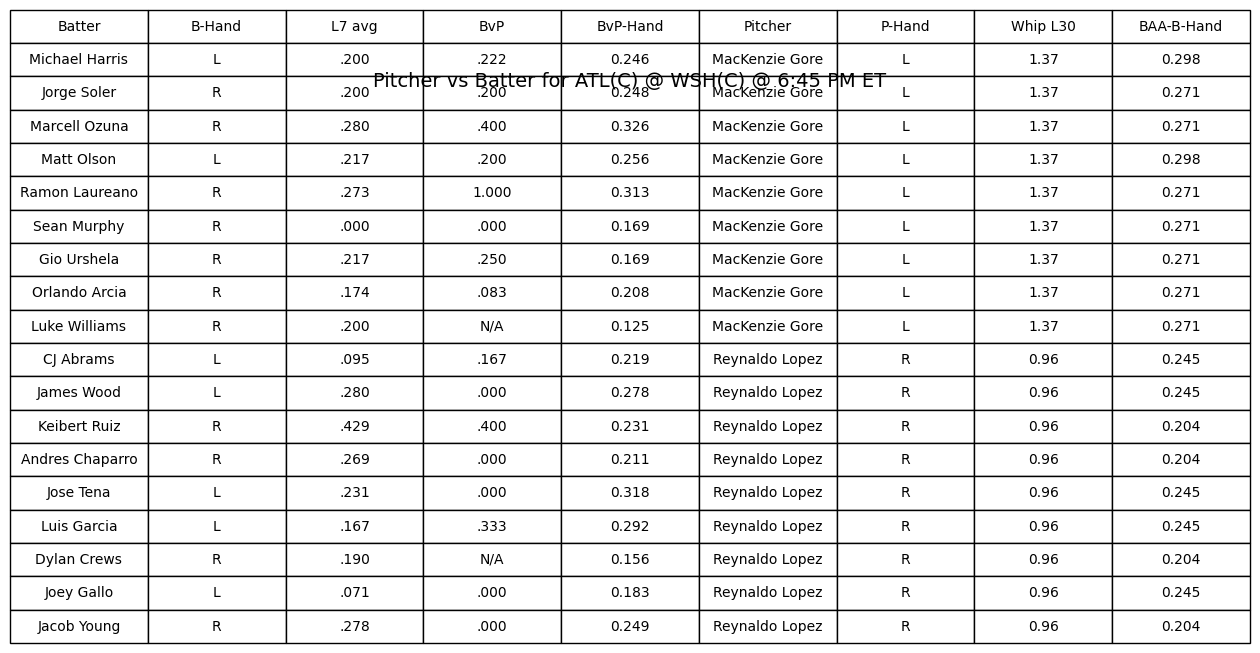 Batter B-Hand L7 avg BvP BvP-Hand Pitcher P-Hand Whip L30 BAA-B-Hand
Michael Harris L .200 .222 0.246 MacKenzie Gore L 1.37 0.298
Pitcher vs Batter for ATL(C) @ WSH(C) @ 6:45 PM ET
Jorge Soler R .200 .200 0.248 MacKenzie Gore L 1.37 0.271
Marcell Ozuna R .280 .400 0.326 MacKenzie Gore L 1.37 0.271
Matt Olson L .217 .200 0.256 MacKenzie Gore L 1.37 0.298
Ramon Laureano R .273 1.000 0.313 MacKenzie Gore L 1.37 0.271
Sean Murphy R .000 .000 0.169 MacKenzie Gore L 1.37 0.271
Gio Urshela R .217 .250 0.169 MacKenzie Gore L 1.37 0.271
Orlando Arcia R .174 .083 0.208 MacKenzie Gore L 1.37 0.271
Luke Williams R .200 N/A 0.125 MacKenzie Gore L 1.37 0.271
CJ Abrams L .095 .167 0.219 Reynaldo Lopez R 0.96 0.245
James Wood L .280 .000 0.278 Reynaldo Lopez R 0.96 0.245
Keibert Ruiz R .429 .400 0.231 Reynaldo Lopez R 0.96 0.204
Andres Chaparro R .269 .000 0.211 Reynaldo Lopez R 0.96 0.204
Jose Tena L .231 .000 0.318 Reynaldo Lopez R 0.96 0.245
Luis Garcia L .167 .333 0.292 Reynaldo Lopez R 0.96 0.245
Dylan Crews R .190 N/A 0.156 Reynaldo Lopez R 0.96 0.204
Joey Gallo L .071 .000 0.183 Reynaldo Lopez R 0.96 0.245
Jacob Young R .278 .000 0.249 Reynaldo Lopez R 0.96 0.204